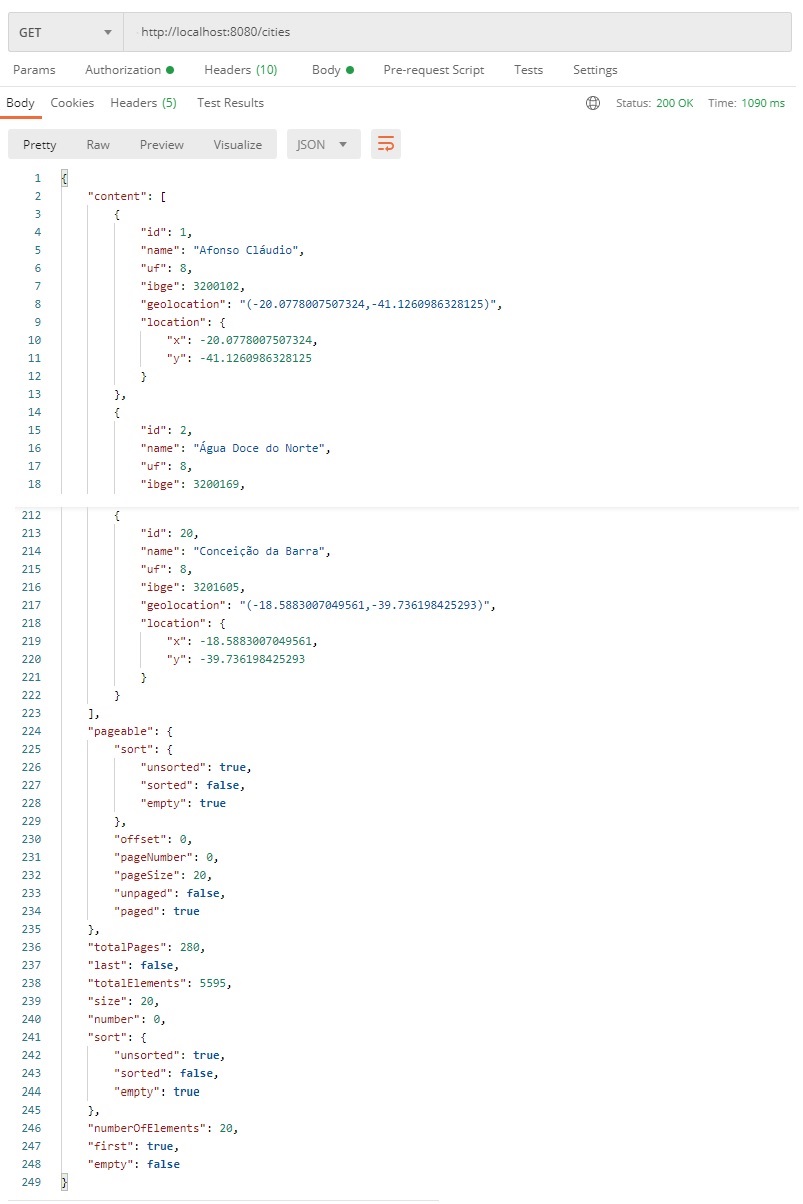 GET http://localhost:8080/cities
Params Authorization Headers (10) Body Pre-request Script Tests Settings
Body Cookies Headers (5) Test Results Status: 200 OK Time: 1090 ms
Pretty Raw Preview Visualize JSON
1 {
2 "content": [
3 {
4 "id": 1,
5 "name": "Afonso Cláudio",
6 "uf": 8,
7 "ibge": 3200102,
8 "geolocation": "(-20.0778007507324,-41.1260986328125)",
9 "location": {
10 "x": -20.0778007507324,
11 "y": -41.1260986328125
12 }
13 },
14 {
15 "id": 2,
16 "name": "Água Doce do Norte",
17 "uf": 8,
18 "ibge": 3200169,
212 {
213 "id": 20,
214 "name": "Conceição da Barra",
215 "uf": 8,
216 "ibge": 3201605,
217 "geolocation": "(-18.5883007049561,-39.736198425293)",
218 "location": {
219 "x": -18.5883007049561,
220 "y": -39.736198425293
221 }
222 }
223 ],
224 "pageable": {
225 "sort": {
226 "unsorted": true,
227 "sorted": false,
228 "empty": true
229 },
230 "offset": 0,
231 "pageNumber": 0,
232 "pageSize": 20,
233 "unpaged": false,
234 "paged": true
235 },
236 "totalPages": 280,
237 "last": false,
238 "totalElements": 5595,
239 "size": 20,
240 "number": 0,
241 "sort": {
242 "unsorted": true,
243 "sorted": false,
244 "empty": true
245 },
246 "numberOfElements": 20,
247 "first": true,
248 "empty": false
249 }